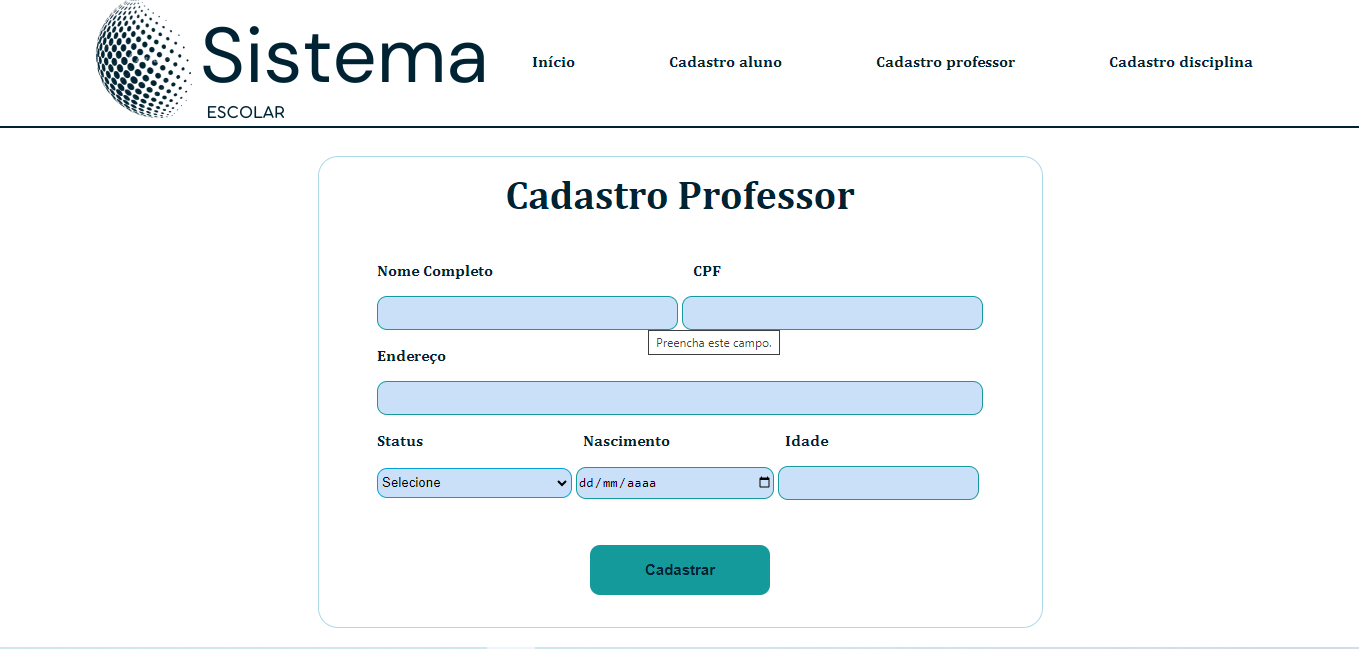 Sistema
ESCOLAR
Início Cadastro aluno Cadastro professor Cadastro disciplina
Cadastro Professor
Nome Completo CPF
Preencha este campo.
Endereço
Status Nascimento Idade
Selecione dd/mm/aaaa
Cadastrar